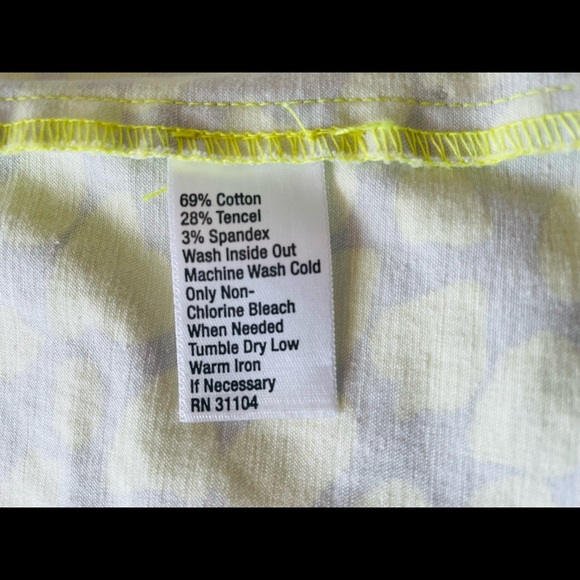 69% Cotton
28% Tencel
3% Spandex
Wash Inside Out
Machine Wash Cold
Only Non-
Chlorine Bleach
When Needed
Tumble Dry Low
Warm Iron
If Necessary
RN 31104